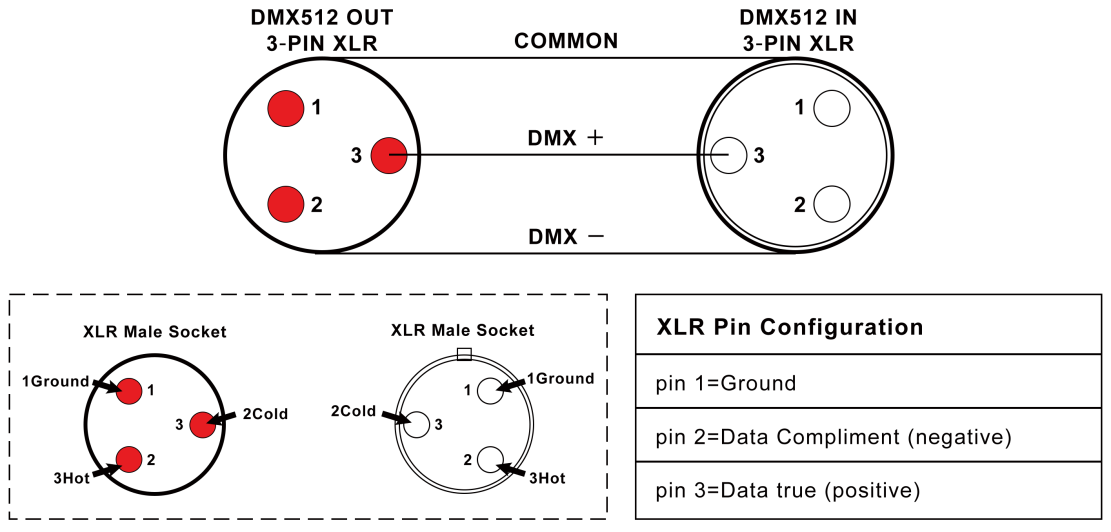 DMX512 OUT
3-PIN XLR
COMMON
DMX512 IN
3-PIN XLR
1
1
DMX +
3
3
2
2
DMX −
XLR Male Socket
1Ground
1
3
2Cold
2
3Hot
XLR Male Socket
1
1Ground
2Cold
3
2
3Hot
XLR Pin Configuration
pin 1=Ground
pin 2=Data Compliment (negative)
pin 3=Data true (positive)